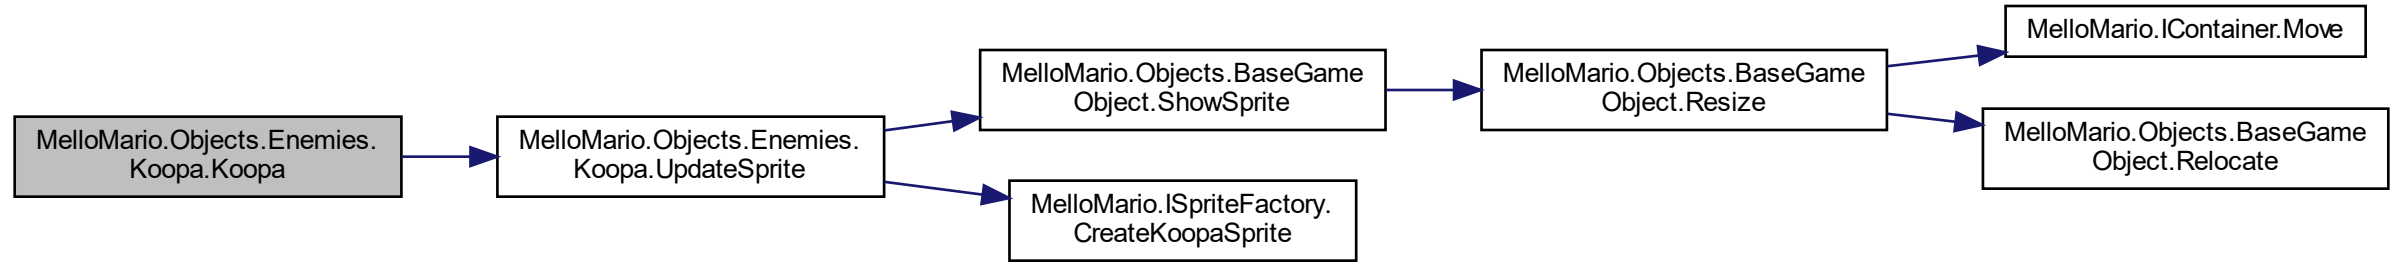 MelloMario.Objects.Enemies.
Koopa.Koopa
MelloMario.Objects.Enemies.
Koopa.UpdateSprite
MelloMario.Objects.BaseGame
Object.ShowSprite
MelloMario.ISpriteFactory.
CreateKoopaSprite
MelloMario.Objects.BaseGame
Object.Resize
MelloMario.IContainer.Move
MelloMario.Objects.BaseGame
Object.Relocate